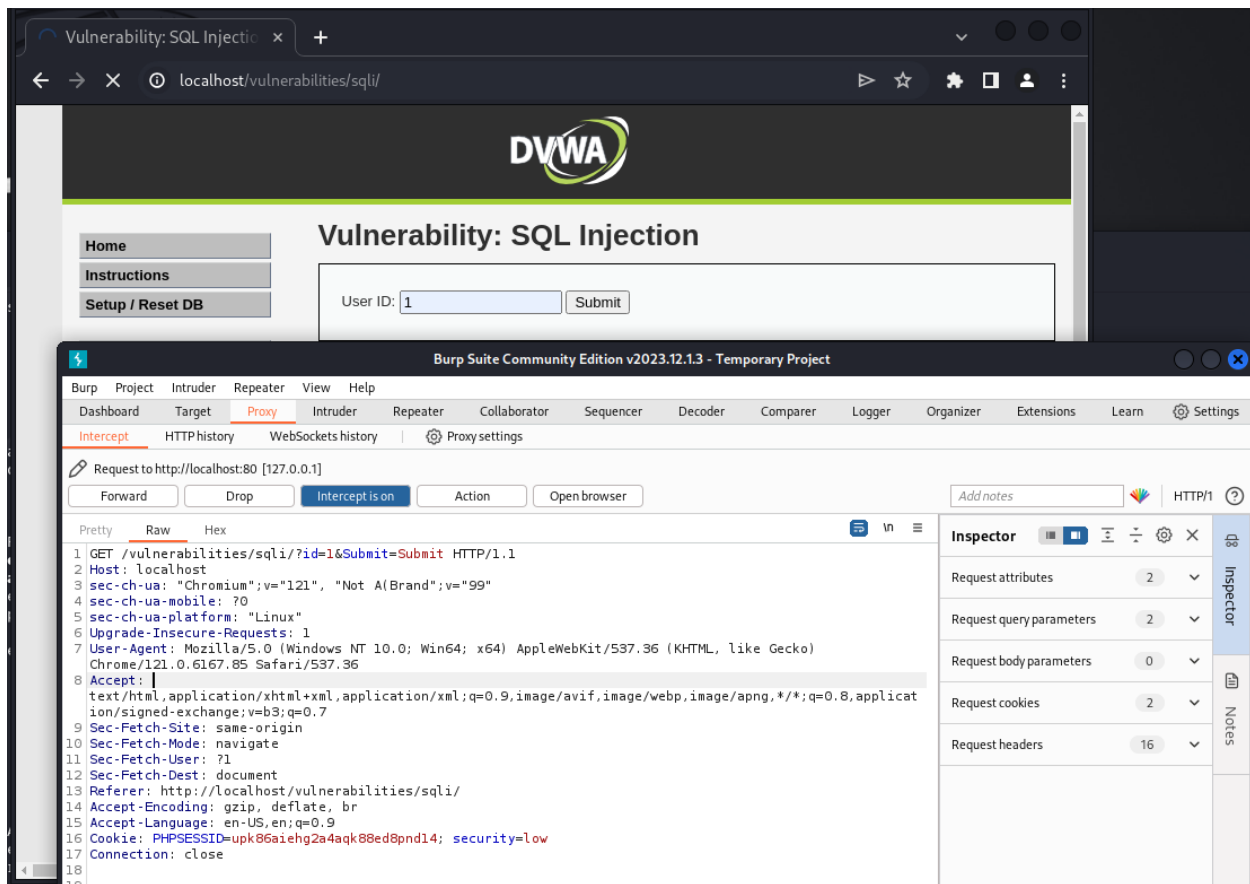 Vulnerability: SQL Injectio
localhost/vulnerabilities/sqli/
DVWA
Home
Instructions
Setup / Reset DB
Vulnerability: SQL Injection
User ID: 1 Submit
Burp Suite Community Edition v2023.12.1.3 - Temporary Project
Burp Project Intruder Repeater View Help
Dashboard Target Proxy Intruder Repeater Collaborator Sequencer Decoder Comparer Logger Organizer Extensions Learn Settings
Intercept HTTP history WebSockets history Proxy settings
Request to http://localhost:80 [127.0.0.1]
Forward Drop Intercept is on Action Open browser Add notes HTTP/1
Pretty Raw Hex \n
Inspector
1 GET /vulnerabilities/sqli/?id=1&Submit=Submit HTTP/1.1
2 Host: localhost
3 sec-ch-ua: "Chromium";v="121", "Not A(Brand";v="99"
4 sec-ch-ua-mobile: ?0
5 sec-ch-ua-platform: "Linux"
6 Upgrade-Insecure-Requests: 1
7 User-Agent: Mozilla/5.0 (Windows NT 10.0; Win64; x64) AppleWebKit/537.36 (KHTML, like Gecko)
Chrome/121.0.6167.85 Safari/537.36
8 Accept:
text/html,application/xhtml+xml,application/xml;q=0.9,image/avif,image/webp,image/apng,*/*;q=0.8,applicat
ion/signed-exchange;v=b3;q=0.7
9 Sec-Fetch-Site: same-origin
10 Sec-Fetch-Mode: navigate
11 Sec-Fetch-User: ?1
12 Sec-Fetch-Dest: document
13 Referer: http://localhost/vulnerabilities/sqli/
14 Accept-Encoding: gzip, deflate, br
15 Accept-Language: en-US,en;q=0.9
16 Cookie: PHPSESSID=upk86aiehg2a4aqk88ed8pnd14; security=low
17 Connection: close
18
Request attributes 2
Request query parameters 2
Request body parameters 0
Request cookies 2
Request headers 16
Inspector
Notes